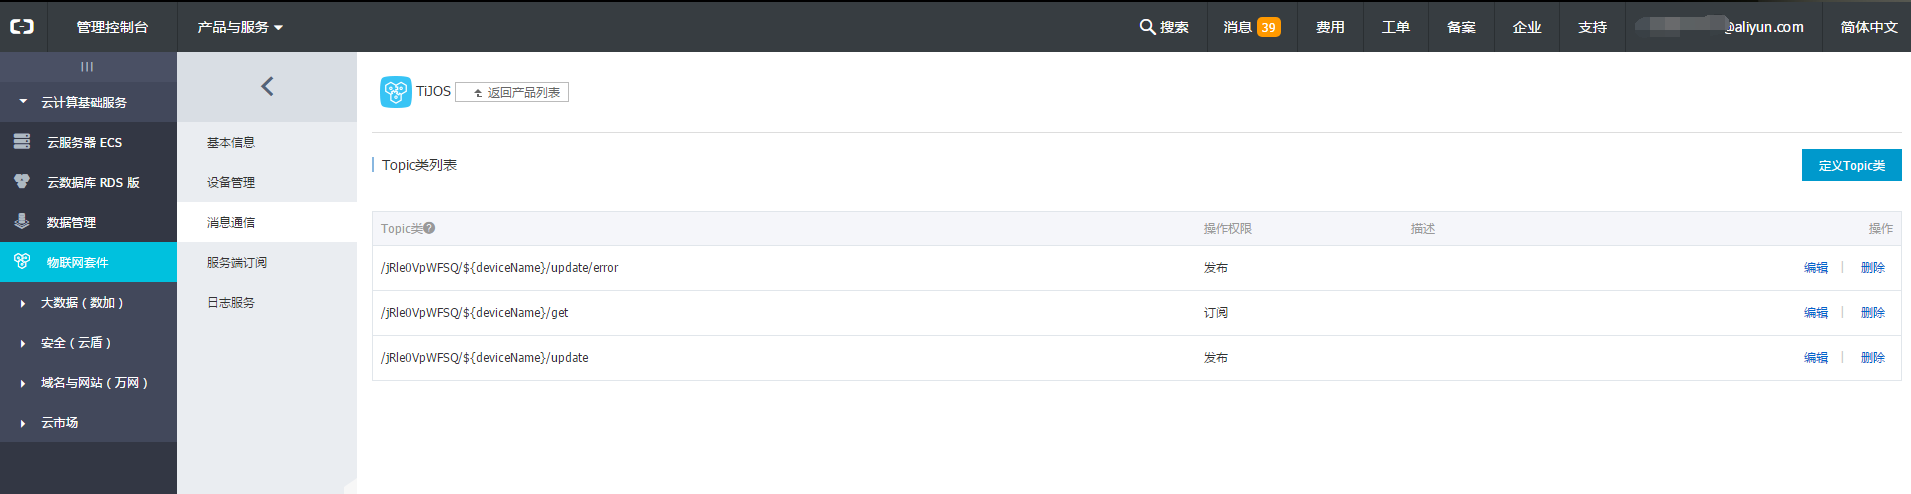 管理控制台 产品与服务 搜索 消息 39 费用 工单 备案 企业 支持 @aliyun.com 简体中文
云计算基础服务
云服务器 ECS
云数据库 RDS 版
数据管理
物联网套件
大数据（数加）
安全（云盾）
域名与网站（万网）
云市场
基本信息
设备管理
消息通信
服务端订阅
日志服务
TiJOS 返回产品列表
Topic类列表 定义Topic类
Topic类 ? 操作权限 描述 操作
/jRle0VpWFSQ/${deviceName}/update/error 发布 编辑 | 删除
/jRle0VpWFSQ/${deviceName}/get 订阅 编辑 | 删除
/jRle0VpWFSQ/${deviceName}/update 发布 编辑 | 删除